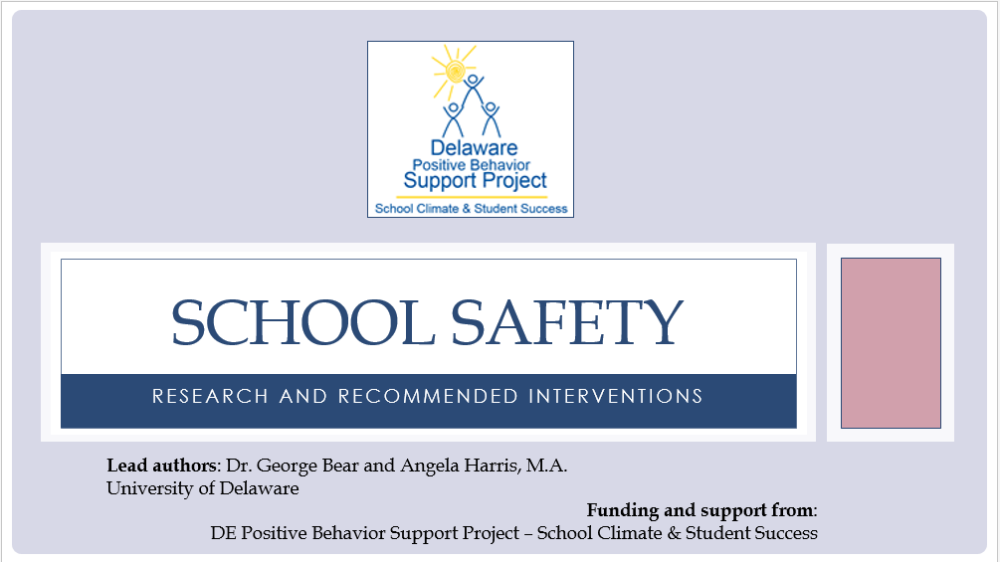 Delaware
Positive Behavior
Support Project
School Climate & Student Success
SCHOOL SAFETY
RESEARCH AND RECOMMENDED INTERVENTIONS
Lead authors: Dr. George Bear and Angela Harris, M.A.
University of Delaware
Funding and support from:
DE Positive Behavior Support Project – School Climate & Student Success